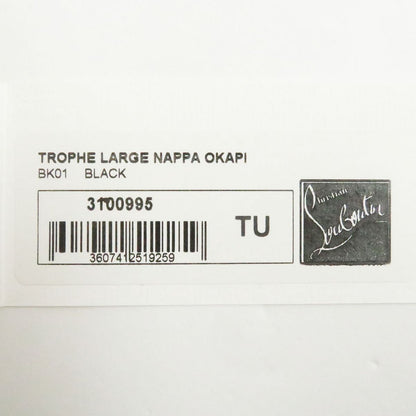 TROPHE LARGE NAPPA OKAPI
BK01 BLACK
3100995
TU
3607412519259
Christian
Louboutin